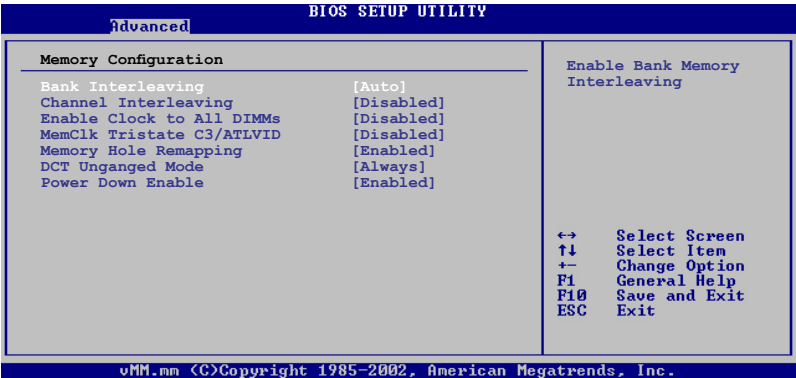 BIOS SETUP UTILITY
Advanced
Memory Configuration
Bank Interleaving [Auto]
Channel Interleaving [Disabled]
Enable Clock to All DIMMs [Disabled]
MemClk Tristate C3/ATLVID [Disabled]
Memory Hole Remapping [Enabled]
DCT Unganged Mode [Always]
Power Down Enable [Enabled]
Enable Bank Memory
Interleaving
←→ Select Screen
↑↓ Select Item
+- Change Option
F1 General Help
F10 Save and Exit
ESC Exit
vMM.mm (C)Copyright 1985-2002, American Megatrends, Inc.